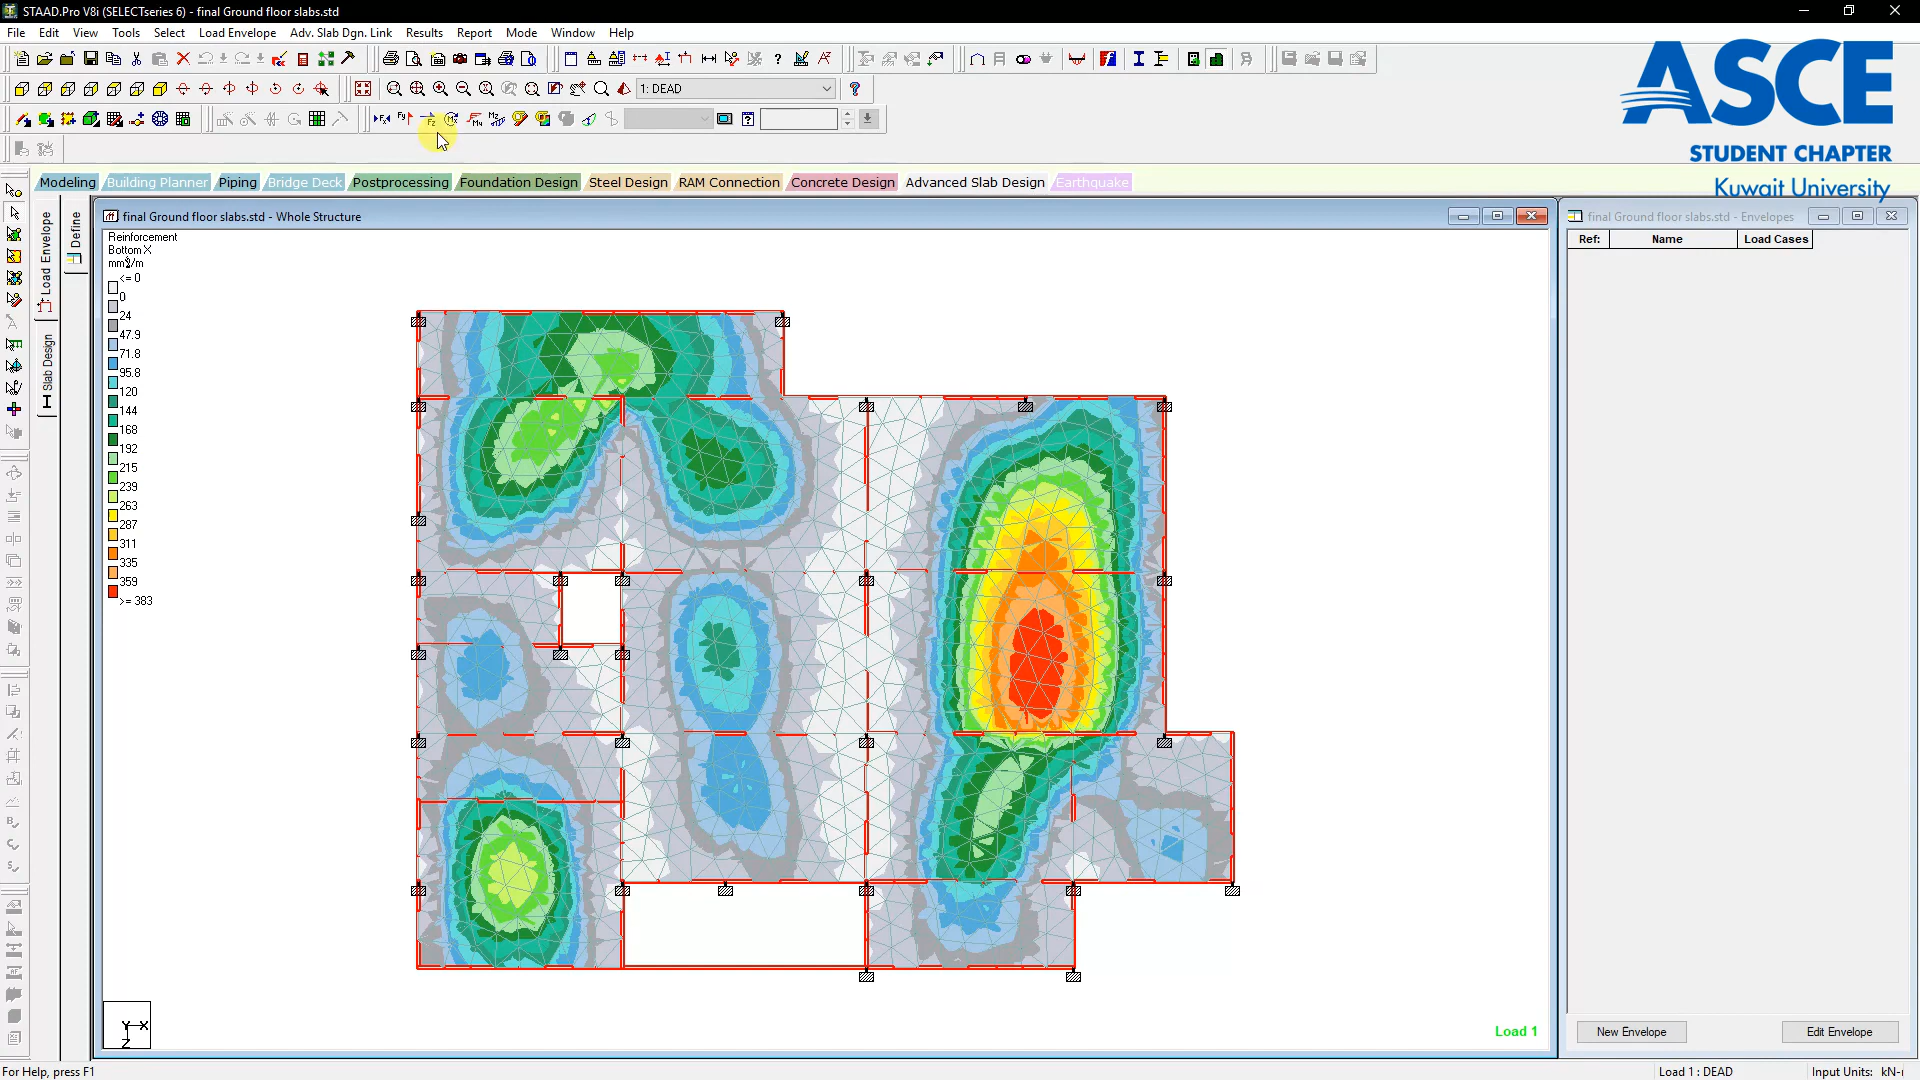 STAAD.Pro V8i (SELECTseries 6) - final Ground floor slabs.std
File Edit View Tools Select Load Envelope Adv. Slab Dgn. Link Results Report Mode Window Help
1: DEAD
ASCE
STUDENT CHAPTER
Kuwait University
Modeling Building Planner Piping Bridge Deck Postprocessing Foundation Design Steel Design RAM Connection Concrete Design Advanced Slab Design Earthquake
Load Envelope
Slab Design
Define
final Ground floor slabs.std - Whole Structure
Reinforcement
Bottom X
<= 0
0
24
47.9
71.8
95.8
120
144
168
192
215
239
263
287
311
335
359
>= 383
Y X
Z
Load 1
final Ground floor slabs.std - Envelopes
Ref: Name Load Cases
New Envelope Edit Envelope
For Help, press F1
Load 1 : DEAD Input Units: